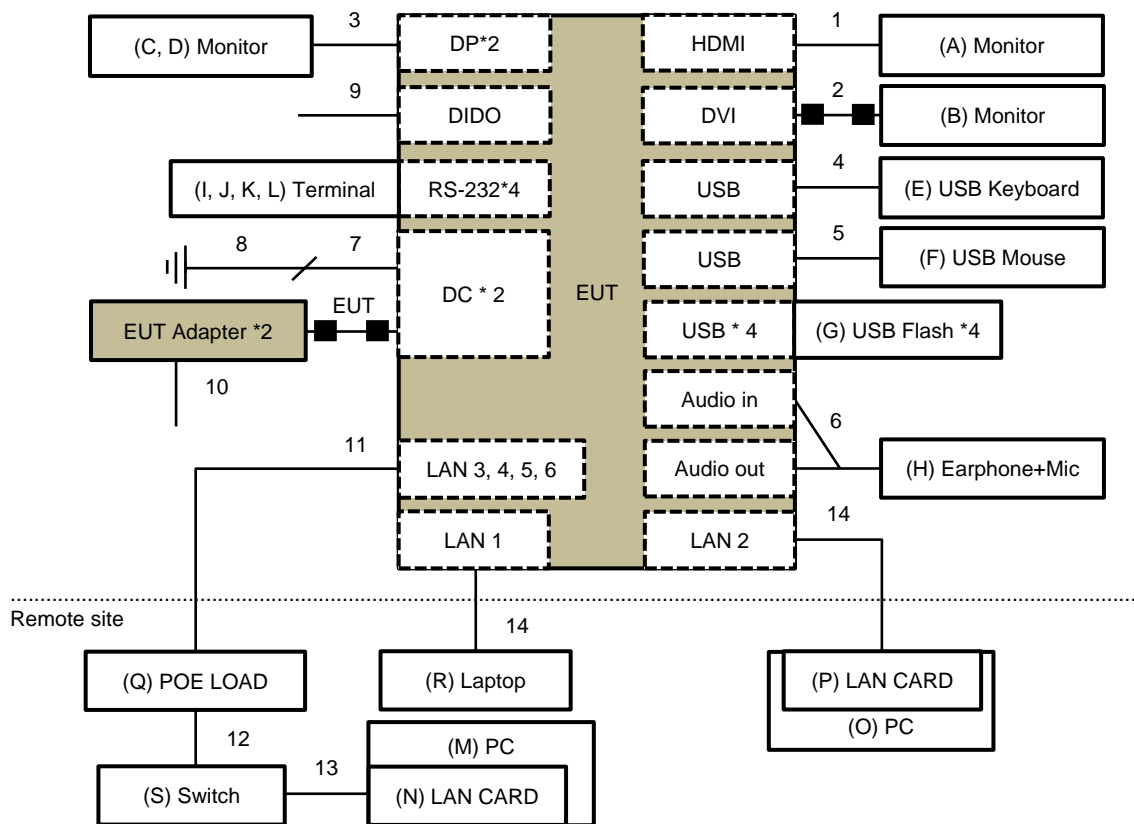 3
1
(C, D) Monitor
DP*2
HDMI
(A) Monitor
9
2
DIDO
DVI
(B) Monitor
4
(I, J, K, L) Terminal
RS-232*4
USB
(E) USB Keyboard
8
7
5
USB
(F) USB Mouse
DC * 2
EUT
EUT
EUT Adapter *2
USB * 4
(G) USB Flash *4
10
Audio in
6
11
LAN 3, 4, 5, 6
Audio out
(H) Earphone+Mic
14
LAN 1
LAN 2
Remote site
14
(Q) POE LOAD
(R) Laptop
(P) LAN CARD
(O) PC
12
(M) PC
13
(S) Switch
(N) LAN CARD